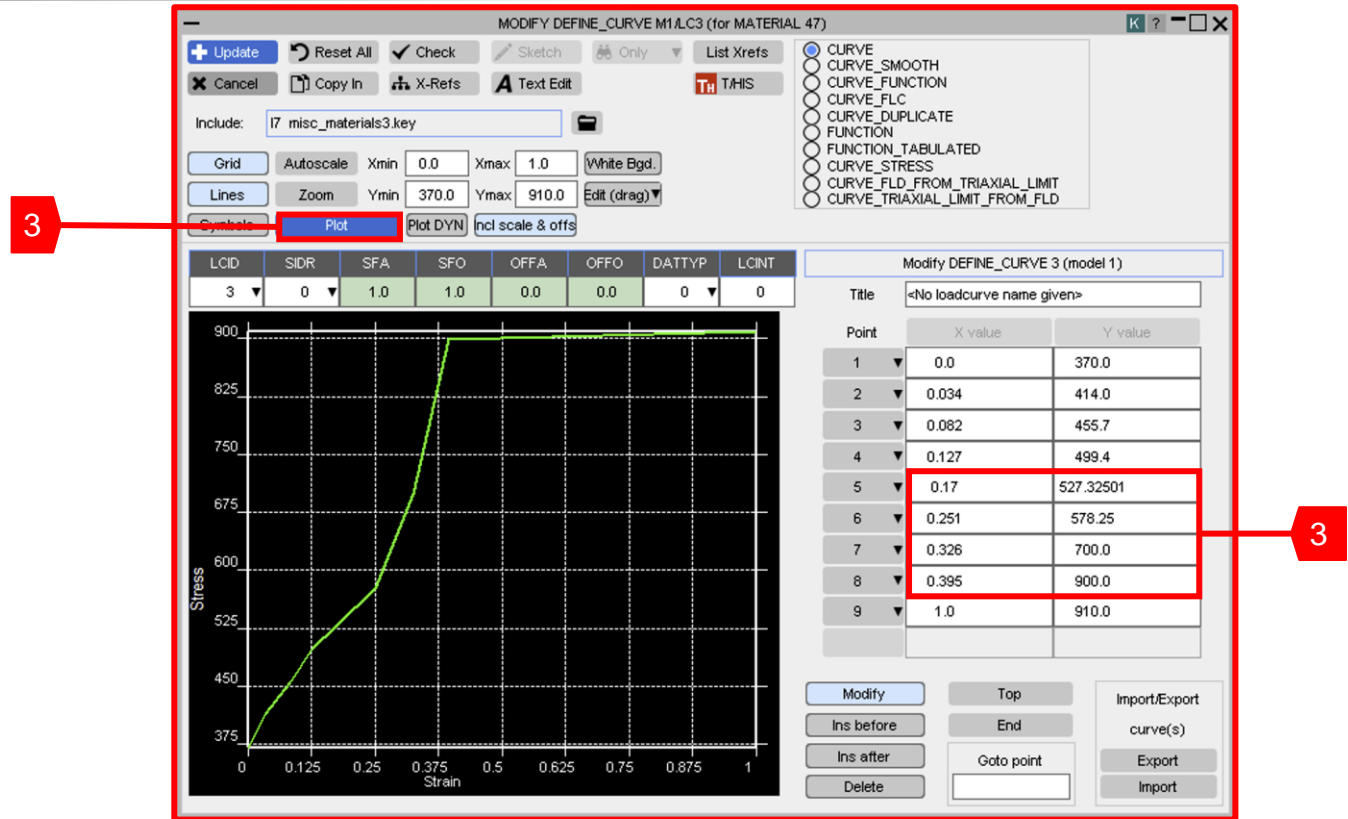 MODIFY DEFINE_CURVE M1/LC3 (for MATERIAL 47)
K ?
Update Reset All Check Sketch Only List Xrefs
Cancel Copy In X-Refs A Text Edit TH T/HIS
CURVE
CURVE_SMOOTH
CURVE_FUNCTION
CURVE_FLC
CURVE_DUPLICATE
FUNCTION
FUNCTION_TABULATED
CURVE_STRESS
CURVE_FLD_FROM_TRIAXIAL_LIMIT
CURVE_TRIAXIAL_LIMIT_FROM_FLD
Include: I7 misc_materials3.key
Grid Autoscale Xmin 0.0 Xmax 1.0 White Bgd.
Lines Zoom Ymin 370.0 Ymax 910.0 Edit (drag)
3
Symbols Plot Plot DYN Incl scale & offs
LCID SIDR SFA SFO OFFA OFFO DATTYP LCINT
3 0 1.0 1.0 0.0 0.0 0 0
900
825
750
675
600
525
450
375
Stress
0 0.125 0.25 0.375 0.5 0.625 0.75 0.875 1
Strain
Modify DEFINE_CURVE 3 (model 1)
Title <No loadcurve name given>
Point X value Y value
1 0.0 370.0
2 0.034 414.0
3 0.082 455.7
4 0.127 499.4
5 0.17 527.32501
6 0.251 578.25
7 0.326 700.0
8 0.395 900.0
9 1.0 910.0
3
Modify Top
Ins before End
Ins after Goto point
Delete
Import/Export
curve(s)
Export
Import